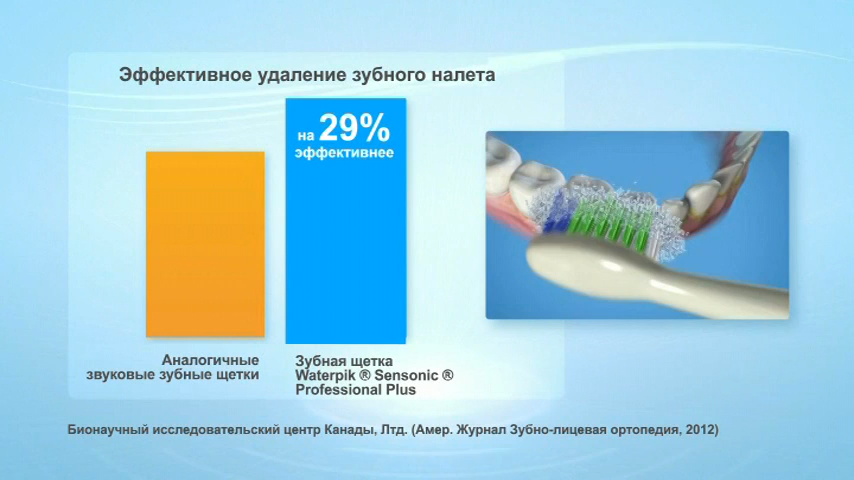 Эффективное удаление зубного налета
на 29%
эффективнее
Аналогичные
звуковые зубные щетки
Зубная щетка
Waterpik ® Sensonic ®
Professional Plus
Бионаучный исследовательский центр Канады, Лтд. (Амер. Журнал Зубно-лицевая ортопедия, 2012)